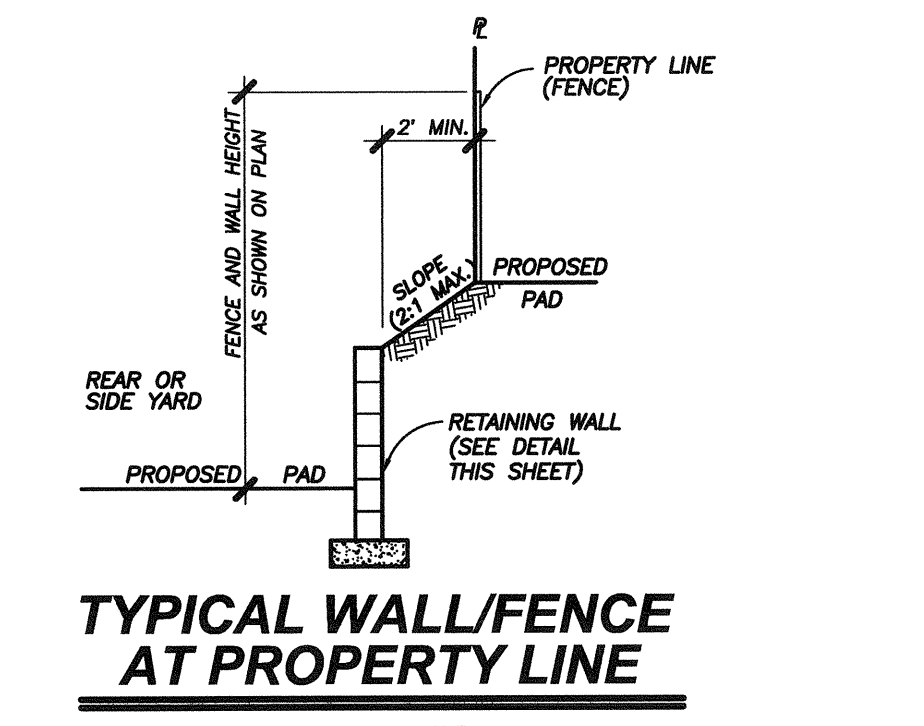 PL
PROPERTY LINE
(FENCE)
2' MIN.
FENCE AND WALL HEIGHT
AS SHOWN ON PLAN
SLOPE
(2:1 MAX.)
PROPOSED
PAD
REAR OR
SIDE YARD
RETAINING WALL
(SEE DETAIL
THIS SHEET)
PROPOSED PAD
TYPICAL WALL/FENCE
AT PROPERTY LINE